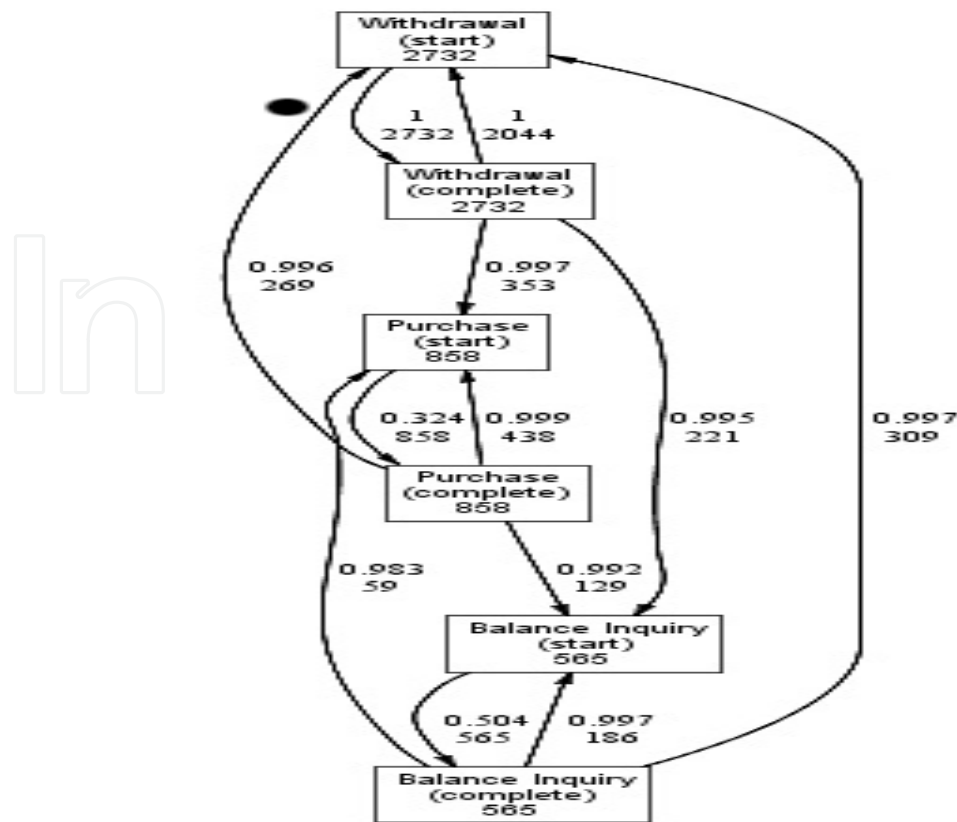 Withdrawal
(start)
2732
1
2732
1
2044
Withdrawal
(complete)
2732
0.996
269
0.997
353
Purchase
(start)
858
0.324
858
0.999
438
0.995
221
0.997
309
Purchase
(complete)
858
0.983
59
0.992
129
Balance Inquiry
(start)
565
0.504
565
0.997
186
Balance Inquiry
(complete)
565
In